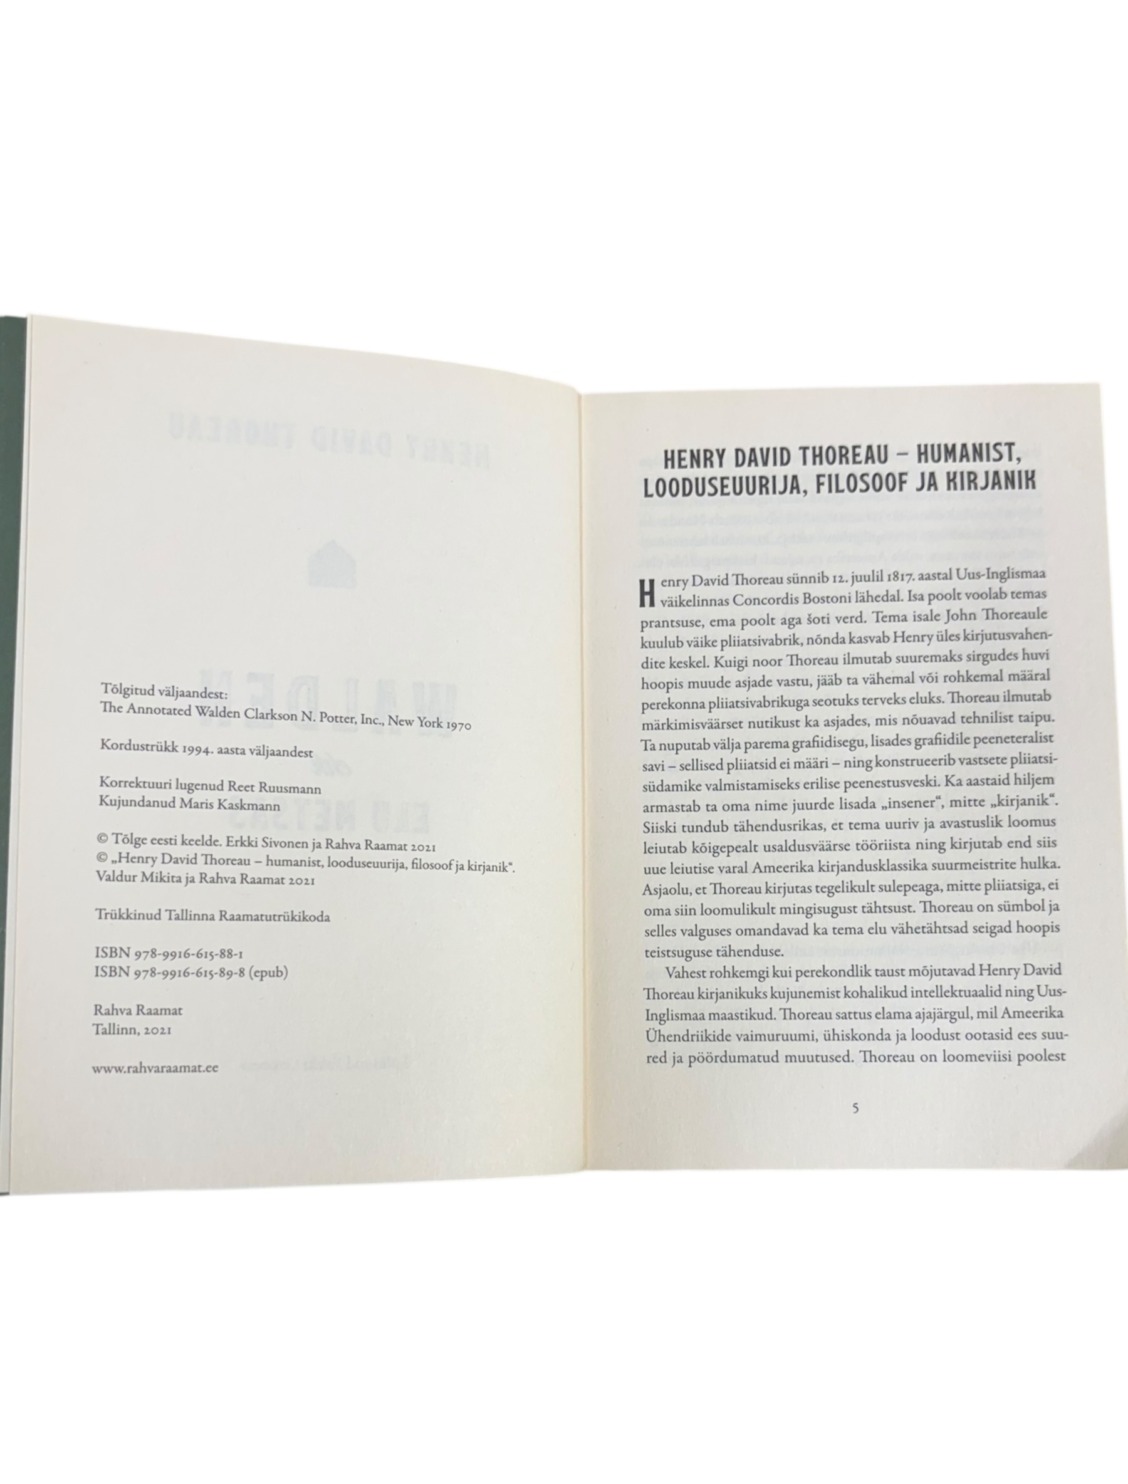 Tõlgitud väljaandest:
The Annotated Walden Clarkson N. Potter, Inc., New York 1970
Kordustrükk 1994. aasta väljaandest
Korrektuuri lugenud Reet Ruusmann
Kujundanud Maris Kaskmann
© Tõlge eesti keelde. Erkki Sivonen ja Rahva Raamat 2021
© „Henry David Thoreau – humanist, looduseuurija, filosoof ja kirjanik“.
Valdur Mikita ja Rahva Raamat 2021
Trükkinud Tallinna Raamatutrükikoda
ISBN 978-9916-615-88-1
ISBN 978-9916-615-89-8 (epub)
Rahva Raamat
Tallinn, 2021
www.rahvaraamat.ee
HENRY DAVID THOREAU – HUMANIST,
LOODUSEUURIJA, FILOSOOF JA KIRJANIK
Henry David Thoreau sünnib 12. juulil 1817. aastal Uus-Inglismaa
väikelinnas Concordis Bostoni lähedal. Isa poolt voolab temas
prantsuse, ema poolt aga šoti verd. Tema isale John Thoreaule
kuulub väike pliiatsivabrik, nõnda kasvab Henry üles kirjutusvahen-
dite keskel. Kuigi noor Thoreau ilmutab suuremaks sirgudes huvi
hoopis muude asjade vastu, jääb ta vähemal või rohkemal määral
perekonna pliiatsivabrikuga seotuks terveks eluks. Thoreau ilmutab
märkimisväärset nutikust ka asjades, mis nõuavad tehnilist taipu.
Ta nuputab välja parema grafiidisegu, lisades grafiidile peeneteralist
savi – sellised pliiatsid ei määri – ning konstrueerib vastsete pliiatsi-
südamike valmistamiseks erilise peenestusveski. Ka aastaid hiljem
armastab ta oma nime juurde lisada „insener“, mitte „kirjanik“.
Siiski tundub tähendusrikas, et tema uuriv ja avastuslik loomus
leiutab kõigepealt usaldusväärse tööriista ning kirjutab end siis
uue leiutise varal Ameerika kirjandusklassika suurmeistrite hulka.
Asjaolu, et Thoreau kirjutas tegelikult sulepeaga, mitte pliiatsiga, ei
oma siin loomulikult mingisugust tähtsust. Thoreau on sümbol ja
selles valguses omandavad ka tema elu vähetähtsad seigad hoopis
teistsuguse tähenduse.
Vahest rohkemgi kui perekondlik taust mõjutavad Henry David
Thoreau kirjanikuks kujunemist kohalikud intellektuaalid ning Uus-
Inglismaa maastikud. Thoreau sattus elama ajajärgul, mil Ameerika
Ühendriikide vaimuruumi, ühiskonda ja loodust ootasid ees suu-
red ja pöördumatud muutused. Thoreau on loomeviisi poolest
5